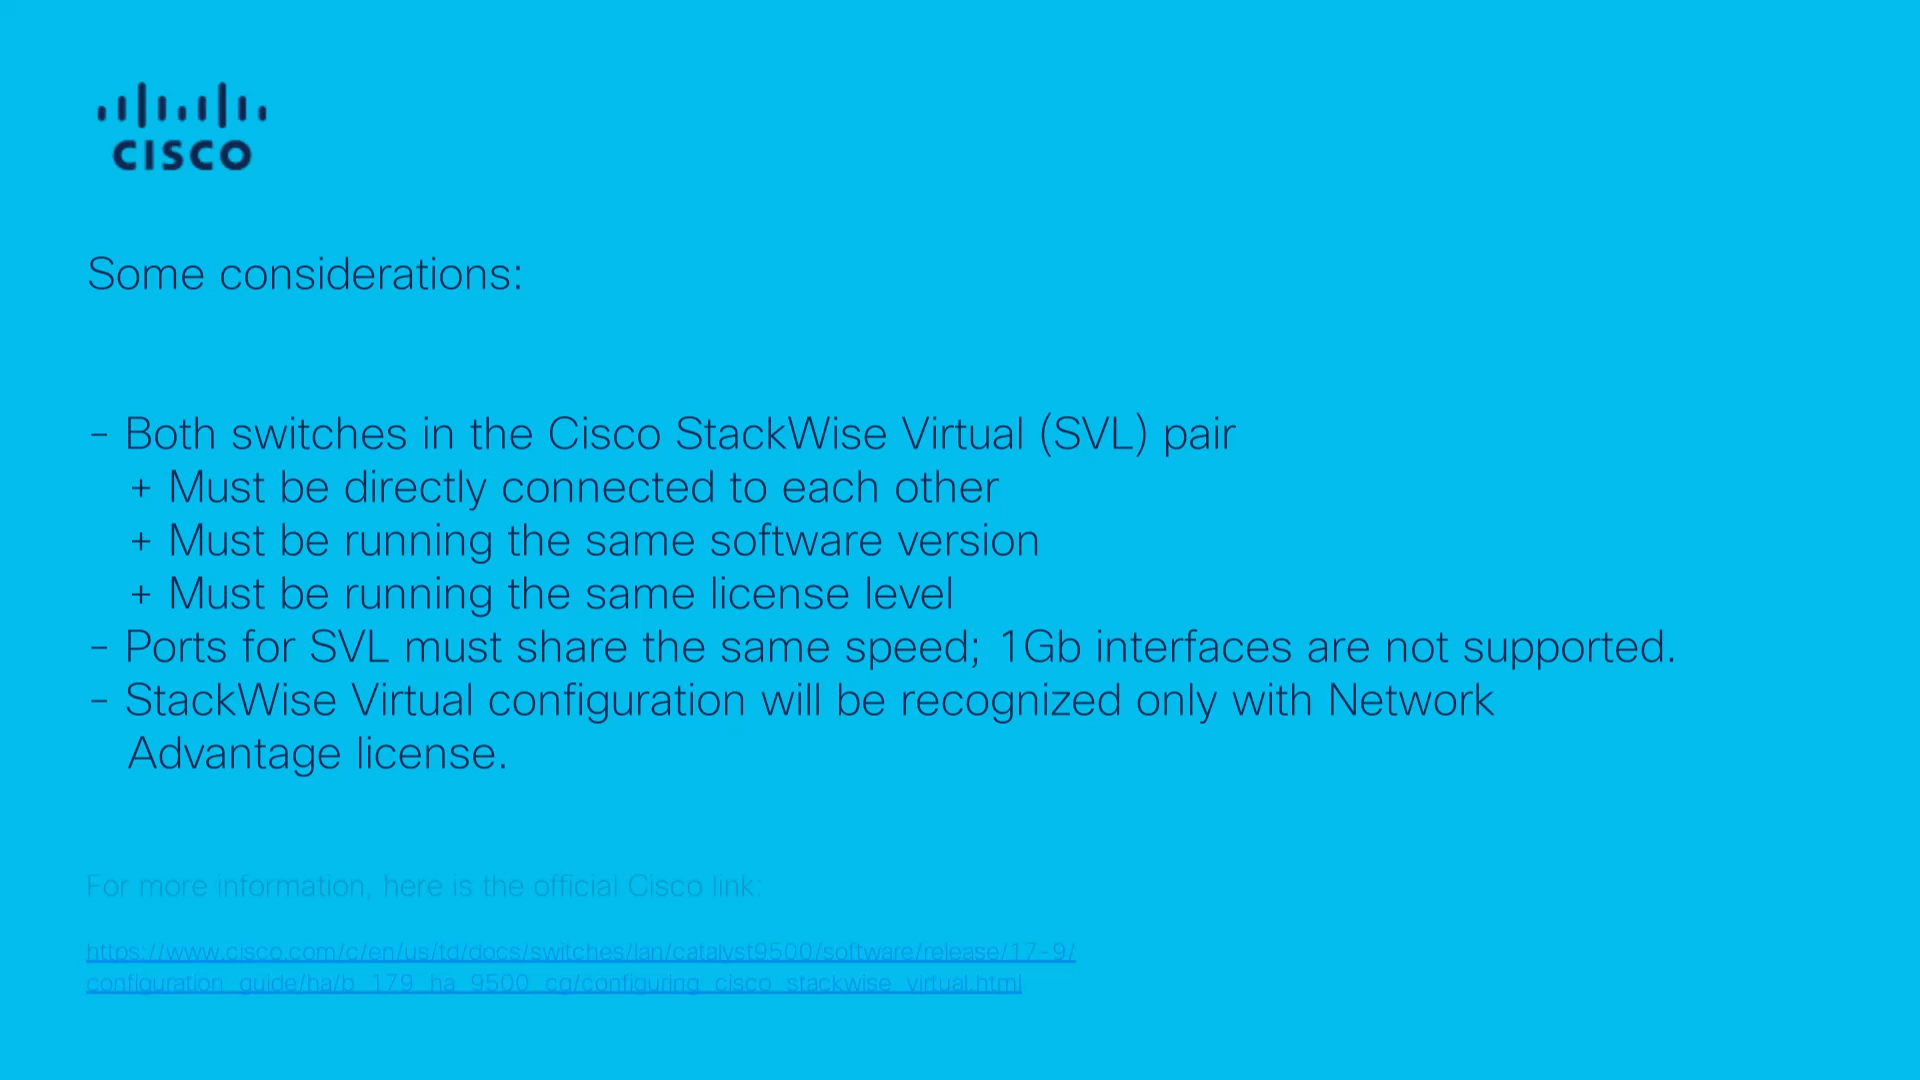 CISCO
Some considerations:
- Both switches in the Cisco StackWise Virtual (SVL) pair
+ Must be directly connected to each other
+ Must be running the same software version
+ Must be running the same license level
- Ports for SVL must share the same speed; 1Gb interfaces are not supported.
- StackWise Virtual configuration will be recognized only with Network
Advantage license.
For more information, here is the official Cisco link:
https://www.cisco.com/c/en/us/td/docs/switches/lan/catalyst9500/software/release/17-9/
configuration_guide/ha/b_179_ha_9500_cg/configuring_cisco_stackwise_virtual.html